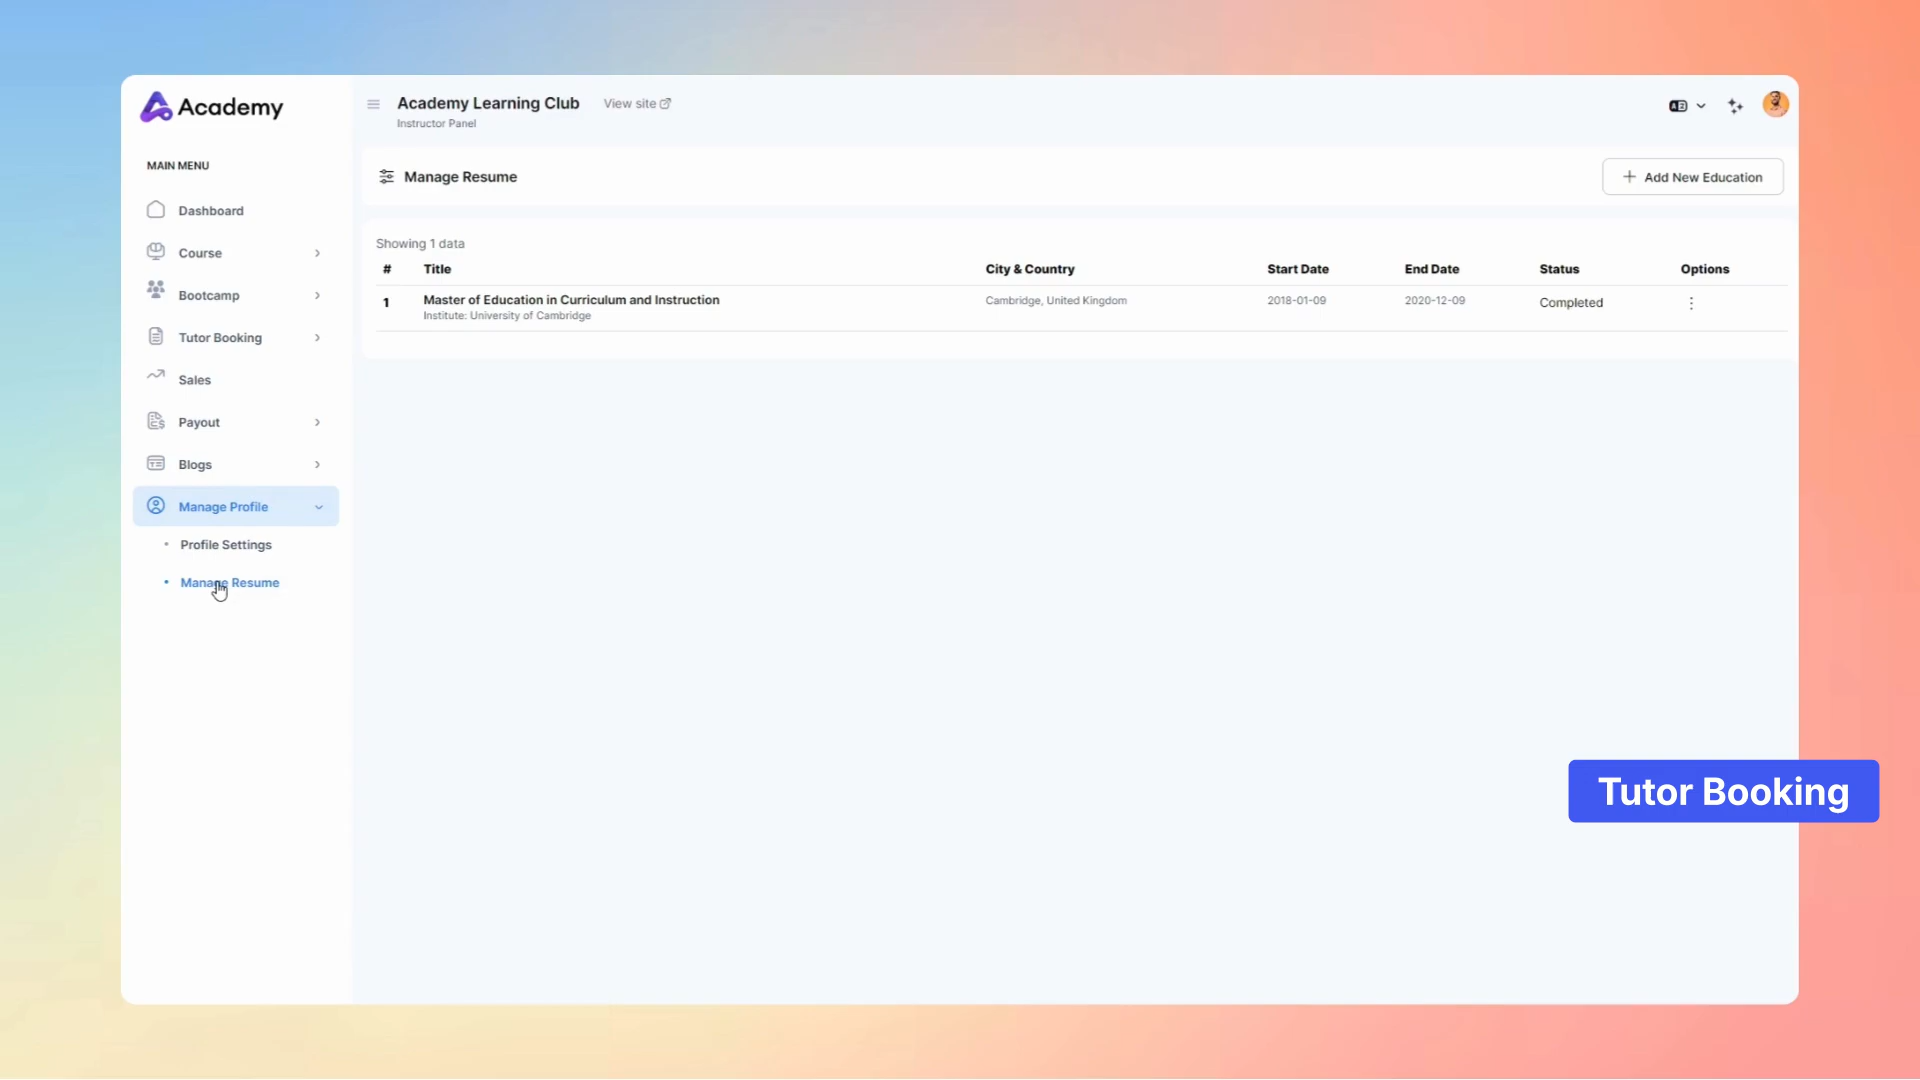 Academy
MAIN MENU
Dashboard
Course
Bootcamp
Tutor Booking
Sales
Payout
Blogs
Manage Profile
Profile Settings
Manage Resume
Academy Learning Club
View site
Instructor Panel
Manage Resume
Add New Education
Showing 1 data
# Title City & Country Start Date End Date Status Options
1 Master of Education in Curriculum and Instruction Cambridge, United Kingdom 2018-01-09 2020-12-09 Completed
Institute: University of Cambridge
Tutor Booking